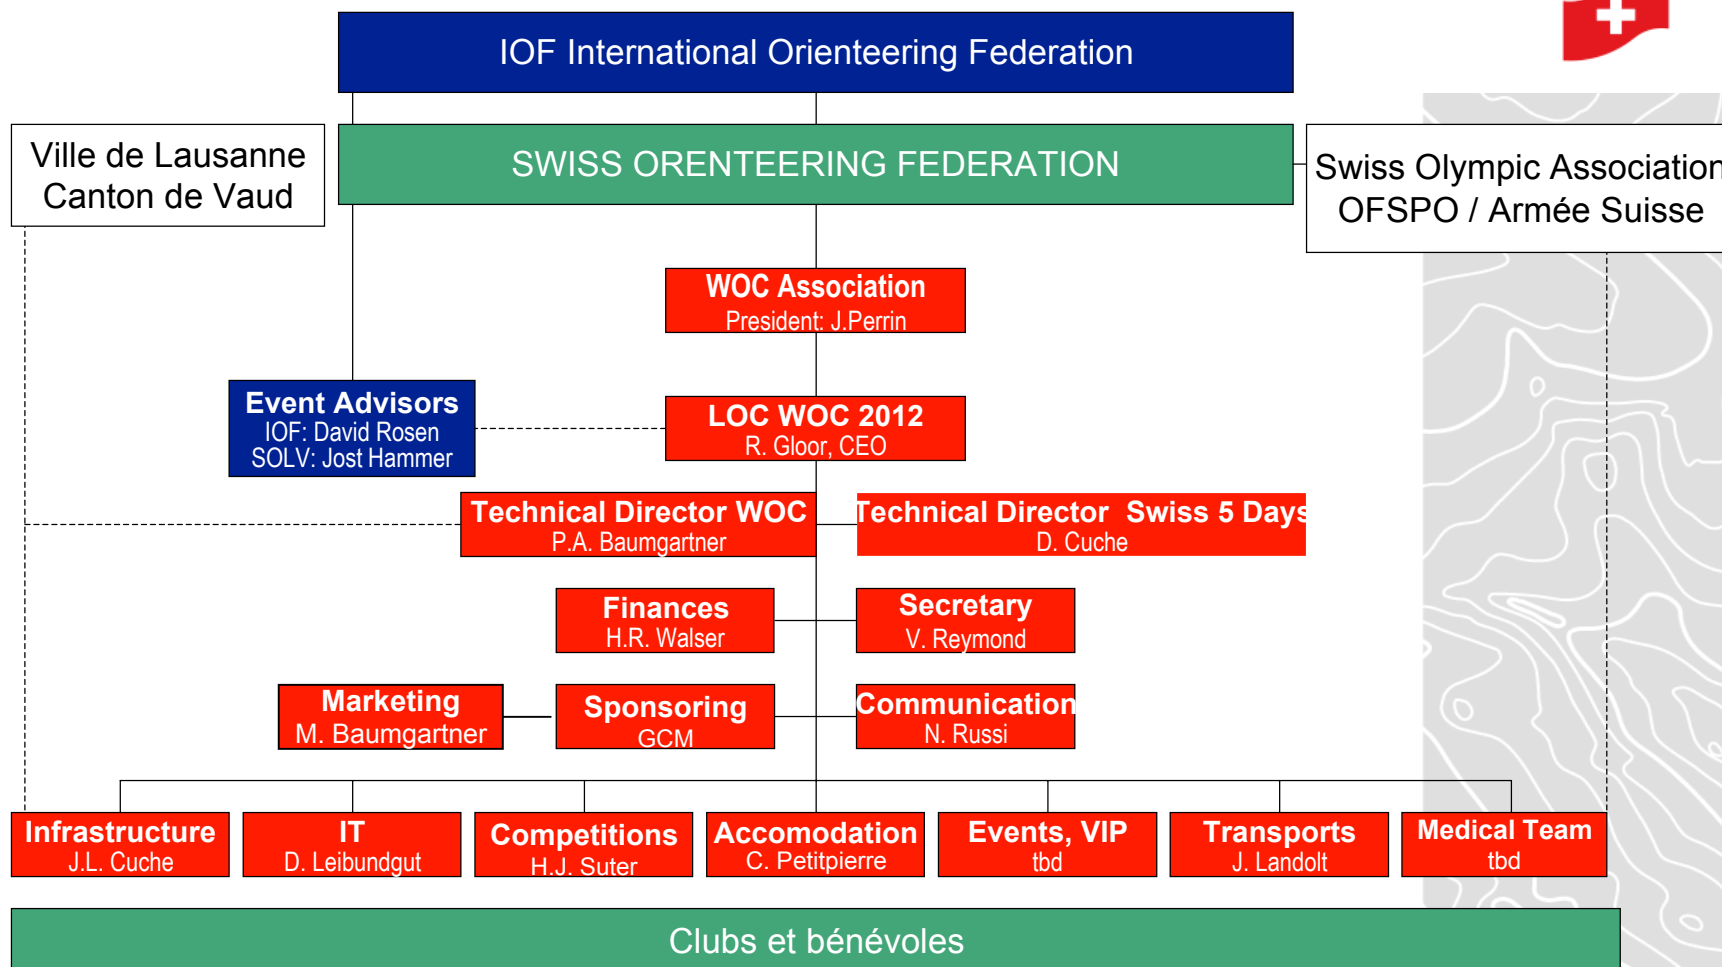 IOF International Orienteering Federation
Ville de Lausanne
Canton de Vaud
SWISS ORENTEERING FEDERATION
Swiss Olympic Association
OFSPO / Armée Suisse
WOC Association
President: J.Perrin
Event Advisors
IOF: David Rosen
SOLV: Jost Hammer
LOC WOC 2012
R. Gloor, CEO
Technical Director WOC
P.A. Baumgartner
Technical Director Swiss 5 Days
D. Cuche
Finances
H.R. Walser
Secretary
V. Reymond
Marketing
M. Baumgartner
Sponsoring
GCM
Communication
N. Russi
Infrastructure
J.L. Cuche
IT
D. Leibundgut
Competitions
H.J. Suter
Accomodation
C. Petitpierre
Events, VIP
tbd
Transports
J. Landolt
Medical Team
tbd
Clubs et bénévoles